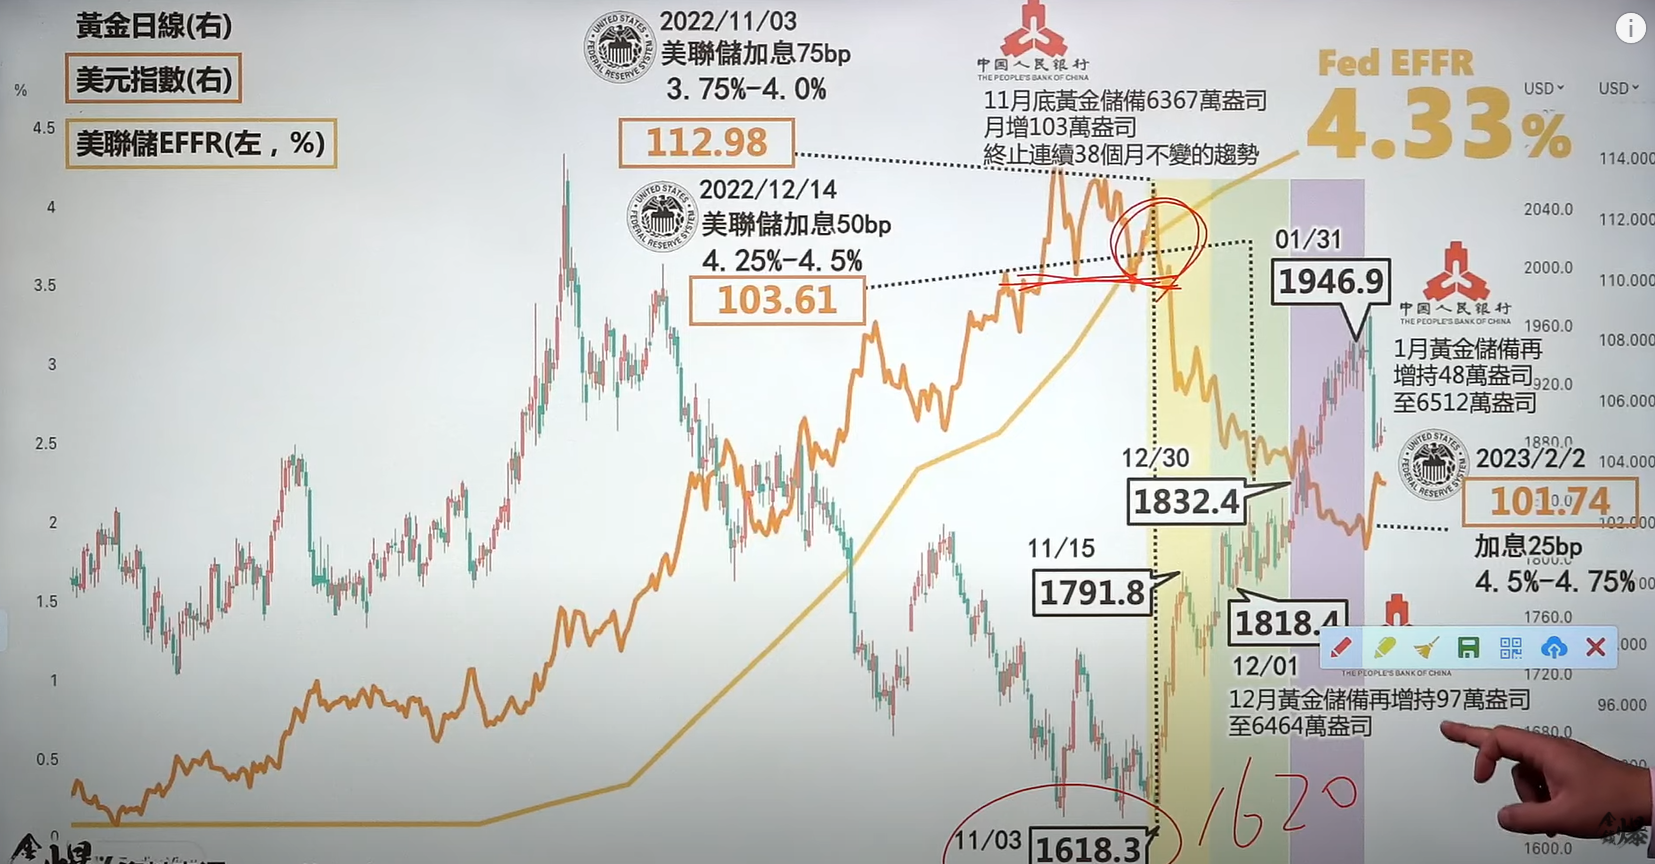 黃金日線(右)
美元指數(右)
美聯儲EFFR(左，%)
%
4.5
4
3.5
3
2.5
2
1.5
1
0.5
0
2022/11/03
美聯儲加息75bp
3.75%-4.0%
112.98
2022/12/14
美聯儲加息50bp
4.25%-4.5%
103.61
中国人民银行
THE PEOPLE'S BANK OF CHINA
11月底黃金儲備6367萬盎司
月增103萬盎司
終止連續38個月不變的趨勢
Fed EFFR
4.33%
USD
USD
114.000
2040.0
112.000
2000.0
110.000
1960.0
108.000
1920.0
106.000
1880.0
104.000
1760.0
1720.0
96.000
1680.0
1600.0
01/31
1946.9
中国人民银行
THE PEOPLE'S BANK OF CHINA
1月黃金儲備再
增持48萬盎司
至6512萬盎司
2023/2/2
101.74
加息25bp
4.5%-4.75%
12/30
1832.4
11/15
1791.8
1818.4
12/01
THE PEOPLE'S BANK OF CHINA
12月黃金儲備再增持97萬盎司
至6464萬盎司
11/03
1618.3
1620